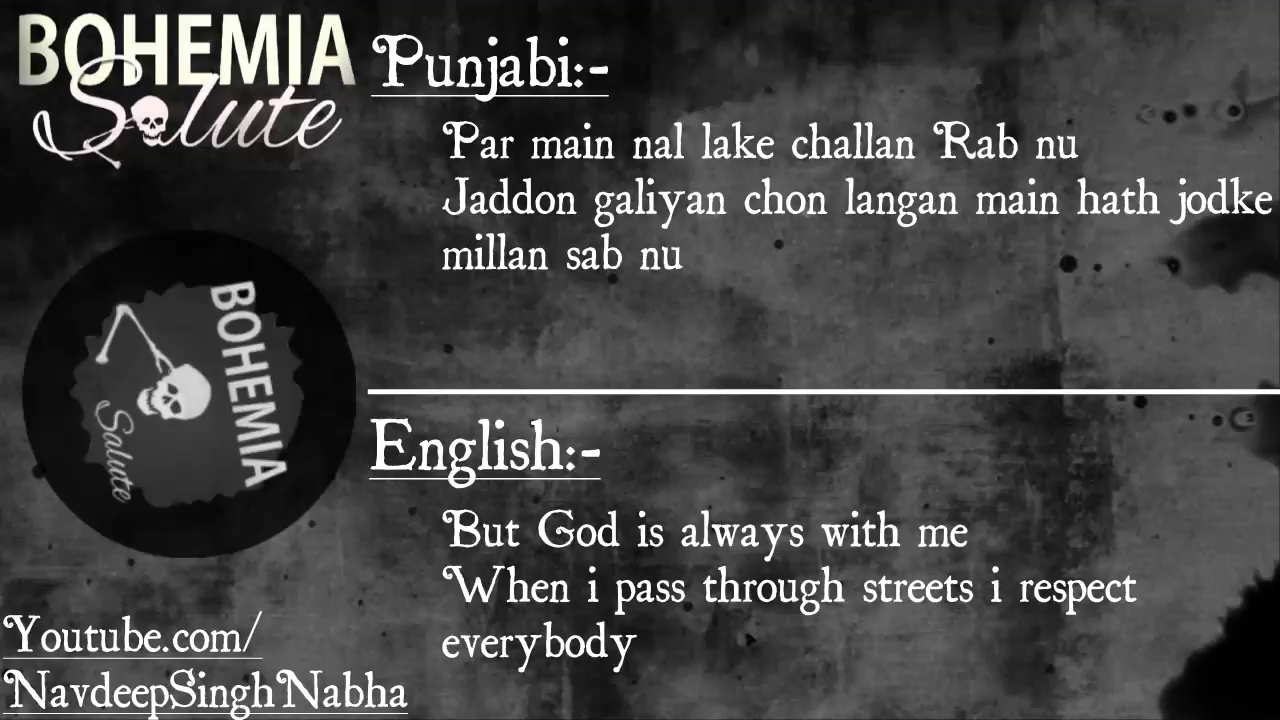 BOHEMIA
Salute
Punjabi:-
Par main nal lake challan Rab nu
Jaddon galiyan chon langan main hath jodke
millan sab nu
BOHEMIA
Salute
English:-
But God is always with me
When i pass through streets i respect
everybody
Youtube.com/
NavdeepSinghNabha